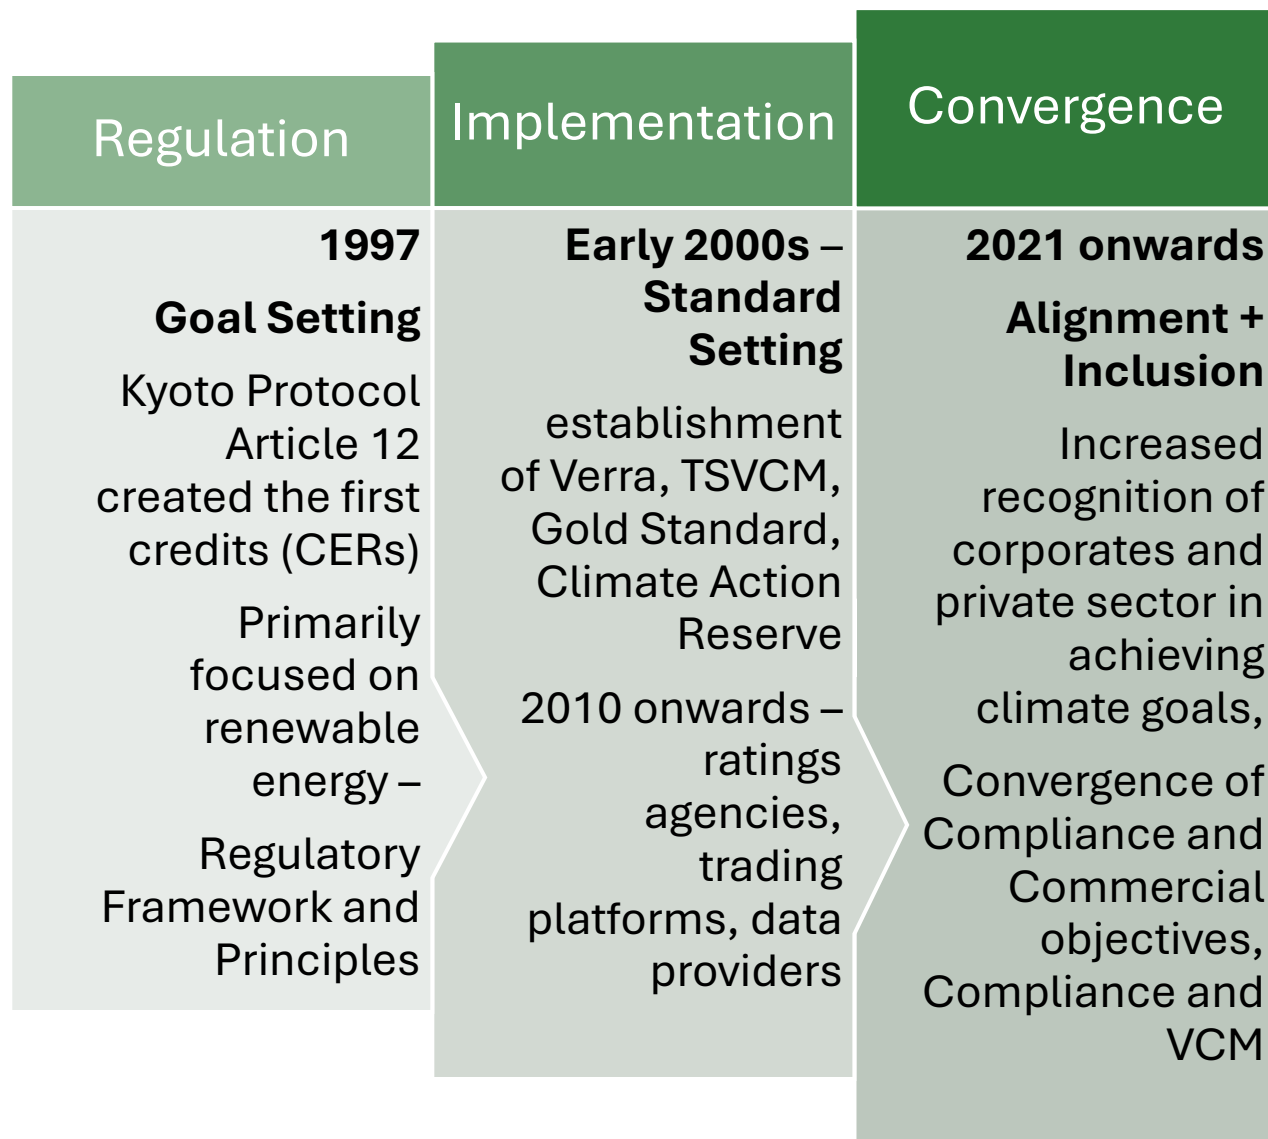 Regulation
1997
Goal Setting
Kyoto Protocol
Article 12
created the first
credits (CERs)
Primarily
focused on
renewable
energy –
Regulatory
Framework and
Principles
Implementation
Early 2000s –
Standard
Setting
establishment
of Verra, TSVCM,
Gold Standard,
Climate Action
Reserve
2010 onwards –
ratings
agencies,
trading
platforms, data
providers
Convergence
2021 onwards
Alignment +
Inclusion
Increased
recognition of
corporates and
private sector in
achieving
climate goals,
Convergence of
Compliance and
Commercial
objectives,
Compliance and
VCM